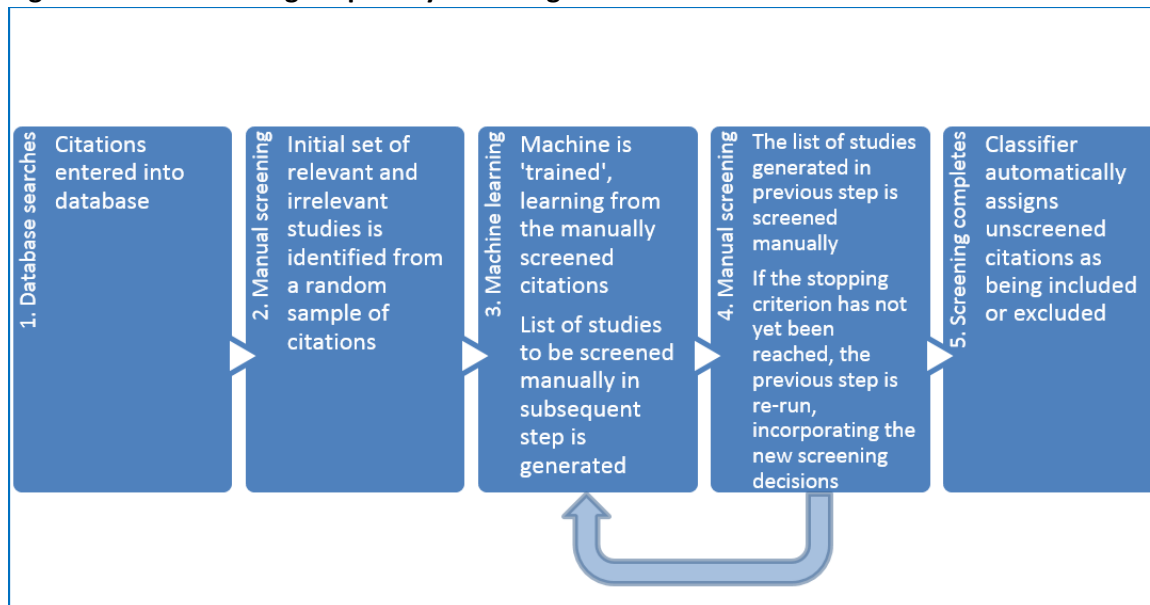 1. Database searches
Citations
entered into
database
2. Manual screening
Initial set of
relevant and
irrelevant
studies is
identified from
a random
sample of
citations
3. Machine learning
Machine is
'trained',
learning from
the manually
screened
citations
List of studies
to be screened
manually in
subsequent
step is
generated
4. Manual screening
The list of studies
generated in
previous step is
screened
manually
If the stopping
criterion has not
yet been
reached, the
previous step is
re-run,
incorporating the
new screening
decisions
5. Screening completes
Classifier
automatically
assigns
unscreened
citations as
being included
or excluded